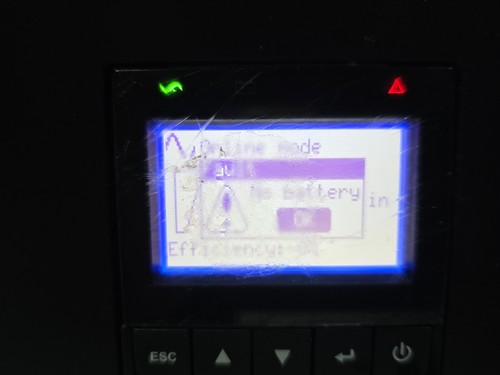 Online mode
Fault
No battery
OK
in
Efficiency:
ESC